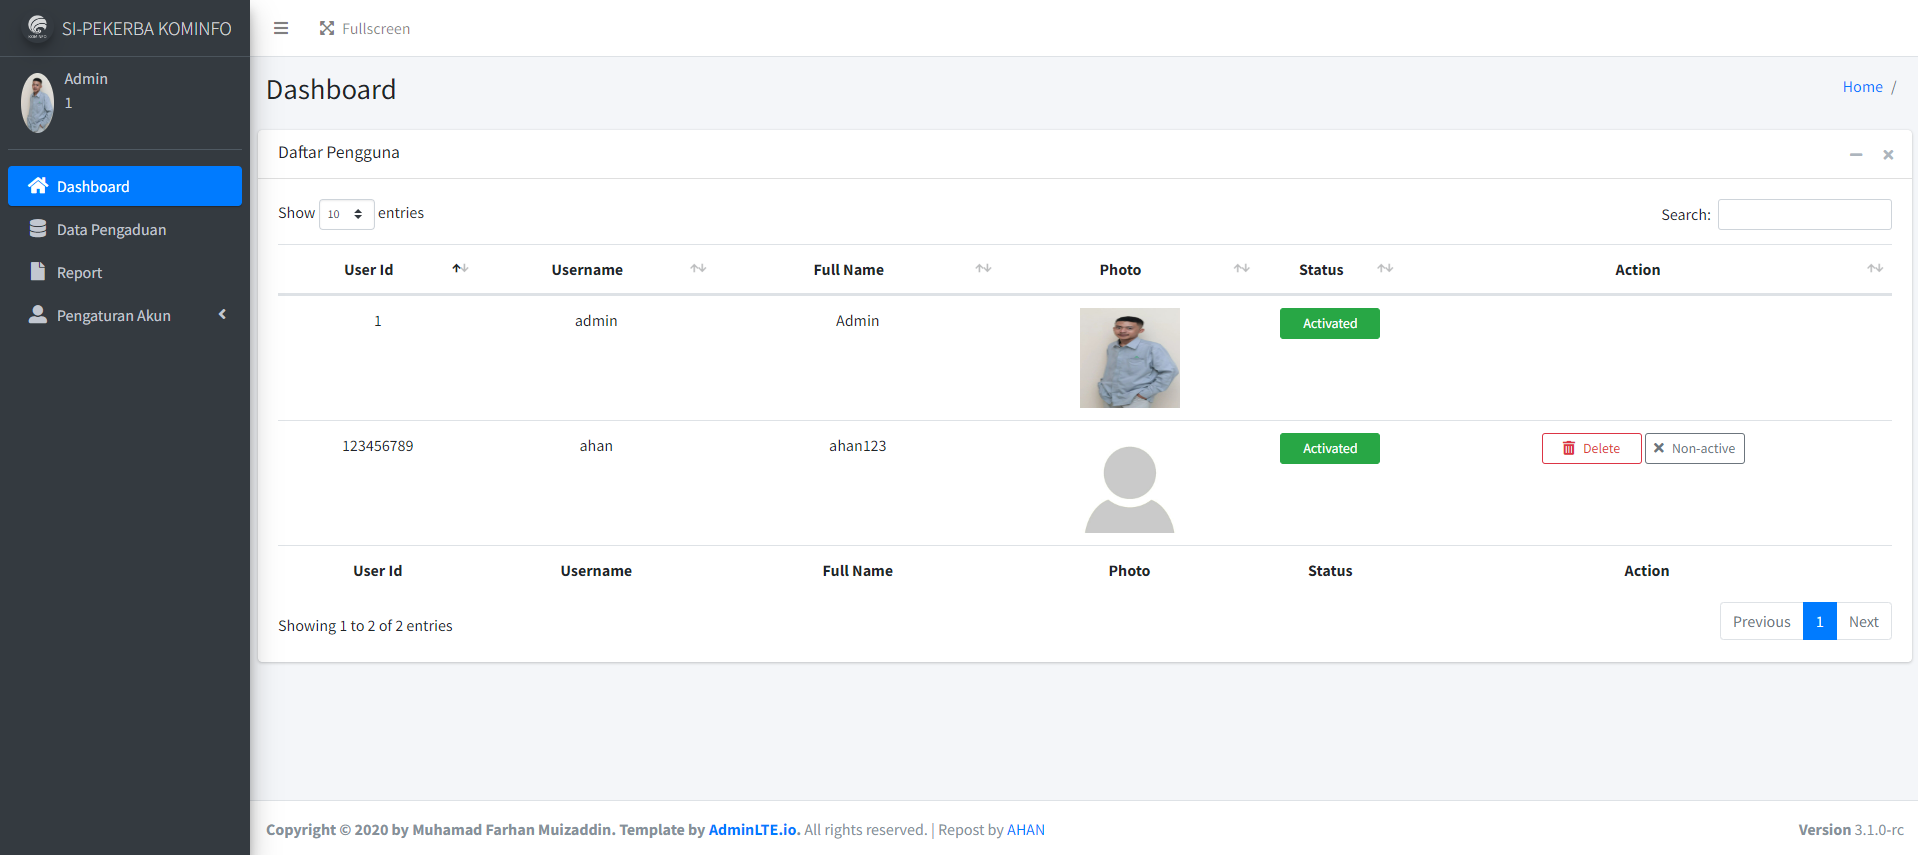 SI-PEKERBA KOMINFO
Fullscreen
Admin
1
Dashboard
Data Pengaduan
Report
Pengaturan Akun
Dashboard
Home /
Daftar Pengguna
Show 10 entries
Search:
User Id Username Full Name Photo Status Action
1 admin Admin Activated
123456789 ahan ahan123 Activated Delete Non-active
User Id Username Full Name Photo Status Action
Showing 1 to 2 of 2 entries
Previous 1 Next
Copyright © 2020 by Muhamad Farhan Muizaddin. Template by AdminLTE.io. All rights reserved. | Repost by AHAN
Version 3.1.0-rc